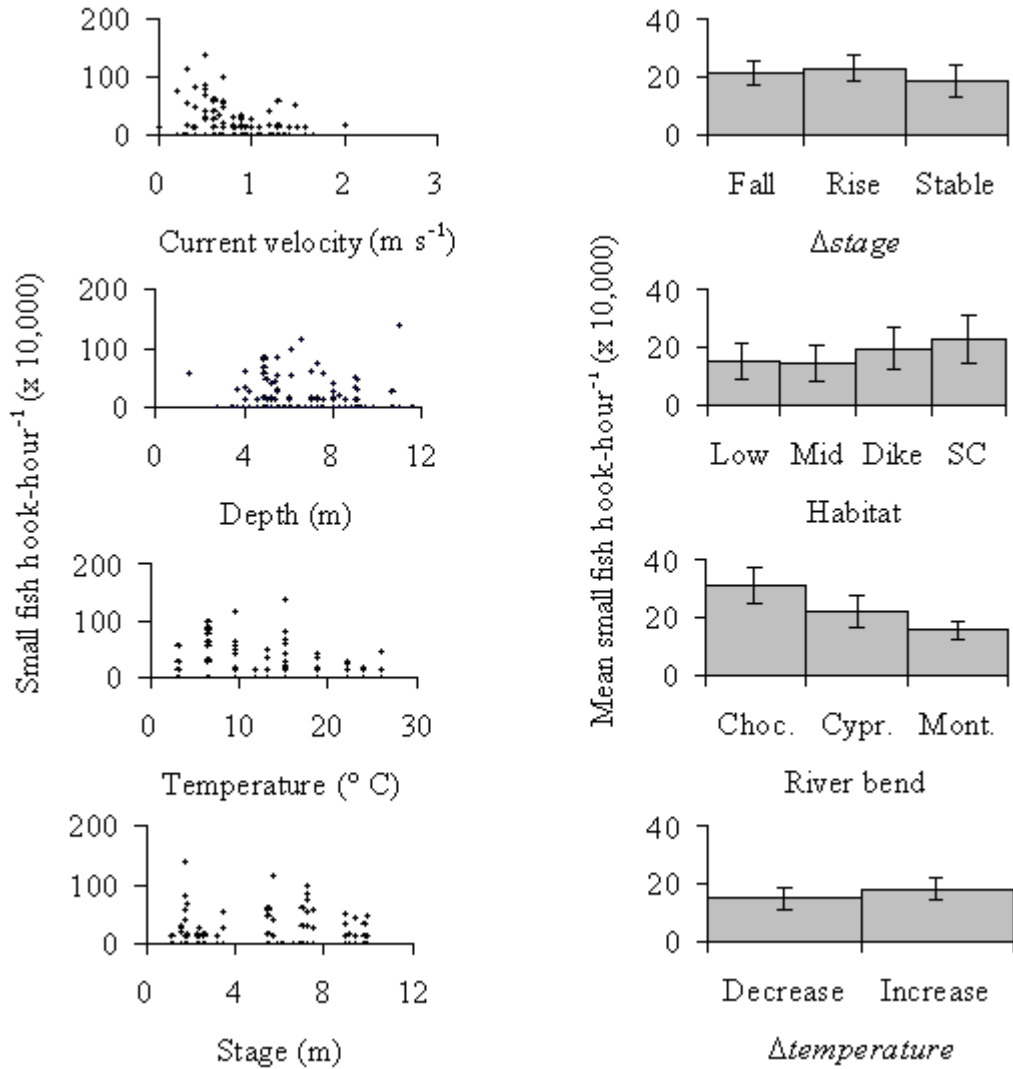 Small fish hook-hour⁻¹ (x 10,000)
200
100
0
0 1 2 3
Current velocity (m s⁻¹)
200
100
0
0 4 8 12
Depth (m)
200
100
0
0 10 20 30
Temperature (° C)
200
100
0
0 4 8 12
Stage (m)
Mean small fish hook-hour⁻¹ (x 10,000)
40
20
0
Fall Rise Stable
Δstage
40
20
0
Low Mid Dike SC
Habitat
40
20
0
Choc. Cypr. Mont.
River bend
40
20
0
Decrease Increase
Δtemperature